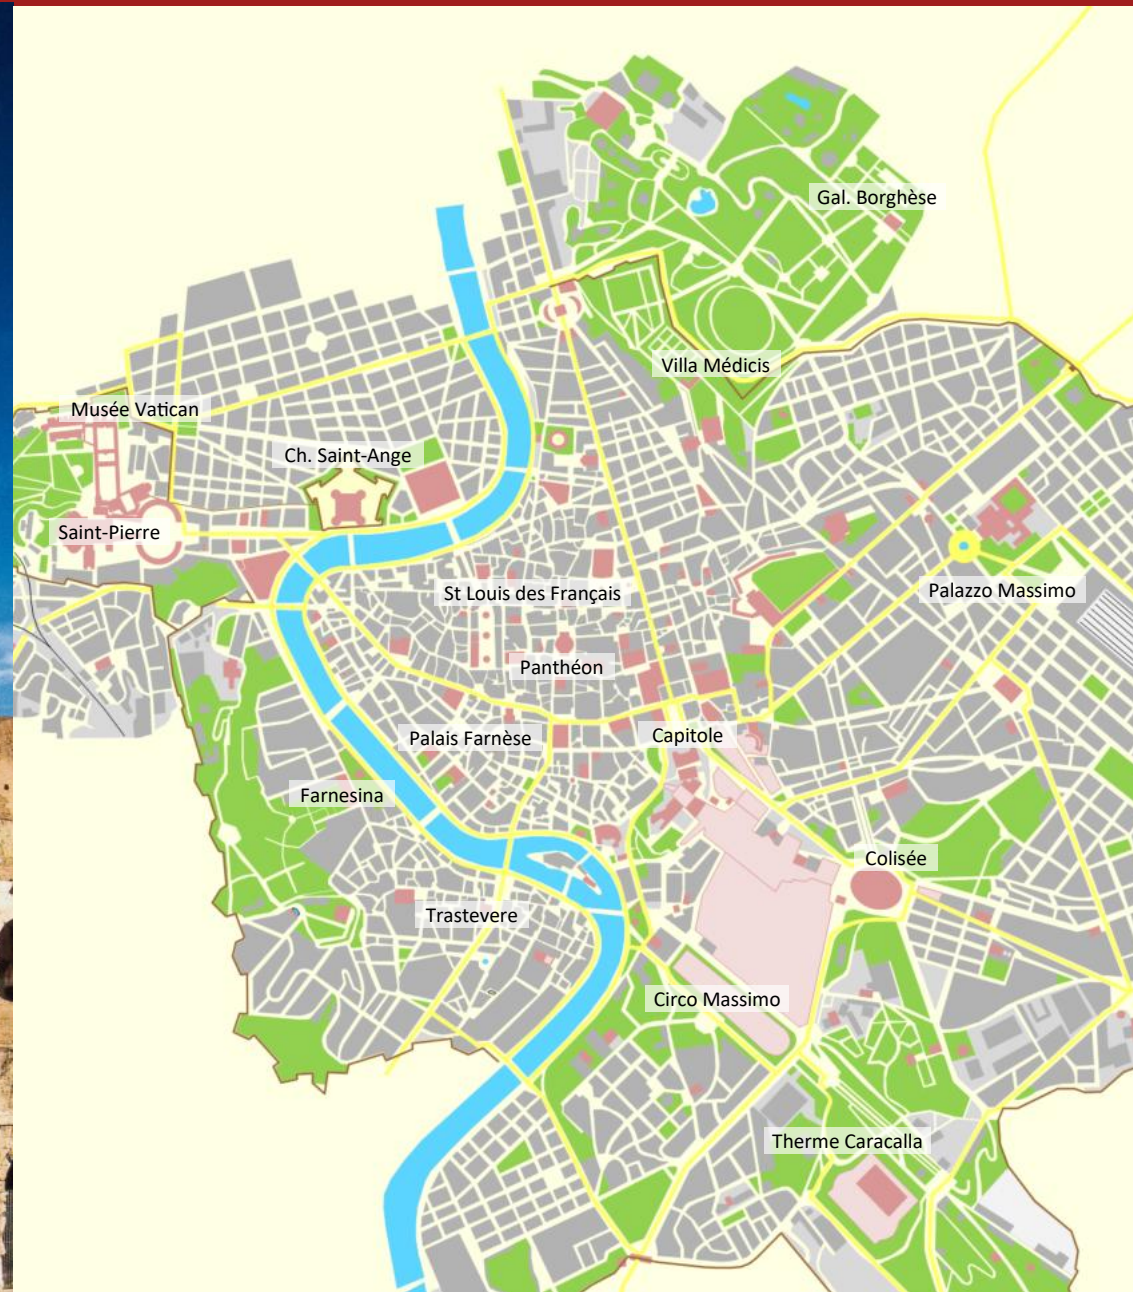 Gal. Borghèse
Villa Médicis
Musée Vatican
Ch. Saint-Ange
Saint-Pierre
St Louis des Français
Palazzo Massimo
Panthéon
Palais Farnèse
Capitole
Farnesina
Colisée
Trastevere
Circo Massimo
Therme Caracalla